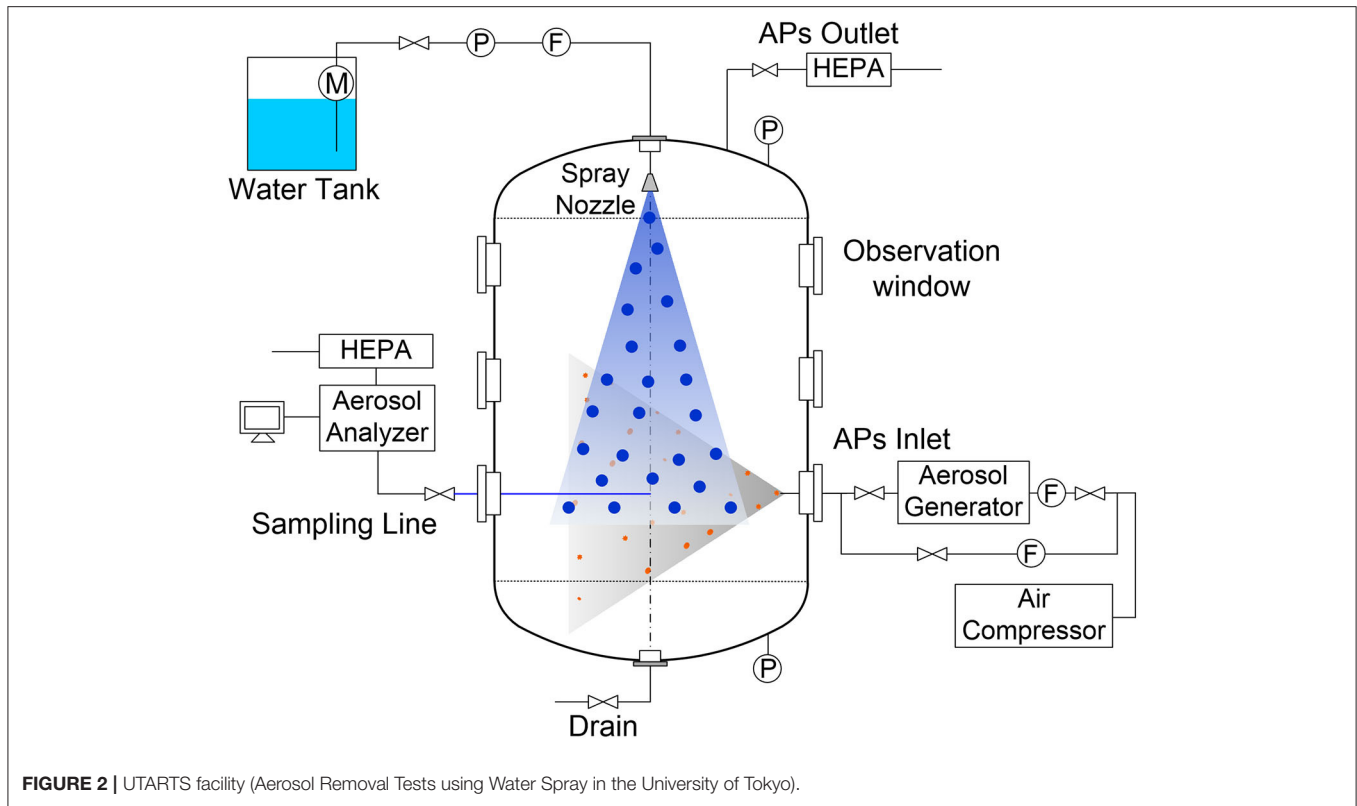 M
P
F
APs Outlet
HEPA
P
Water Tank
Spray
Nozzle
Observation
window
HEPA
Aerosol
Analyzer
APs Inlet
Aerosol
Generator
F
Sampling Line
F
Air
Compressor
P
Drain
FIGURE 2 | UTARTS facility (Aerosol Removal Tests using Water Spray in the University of Tokyo).